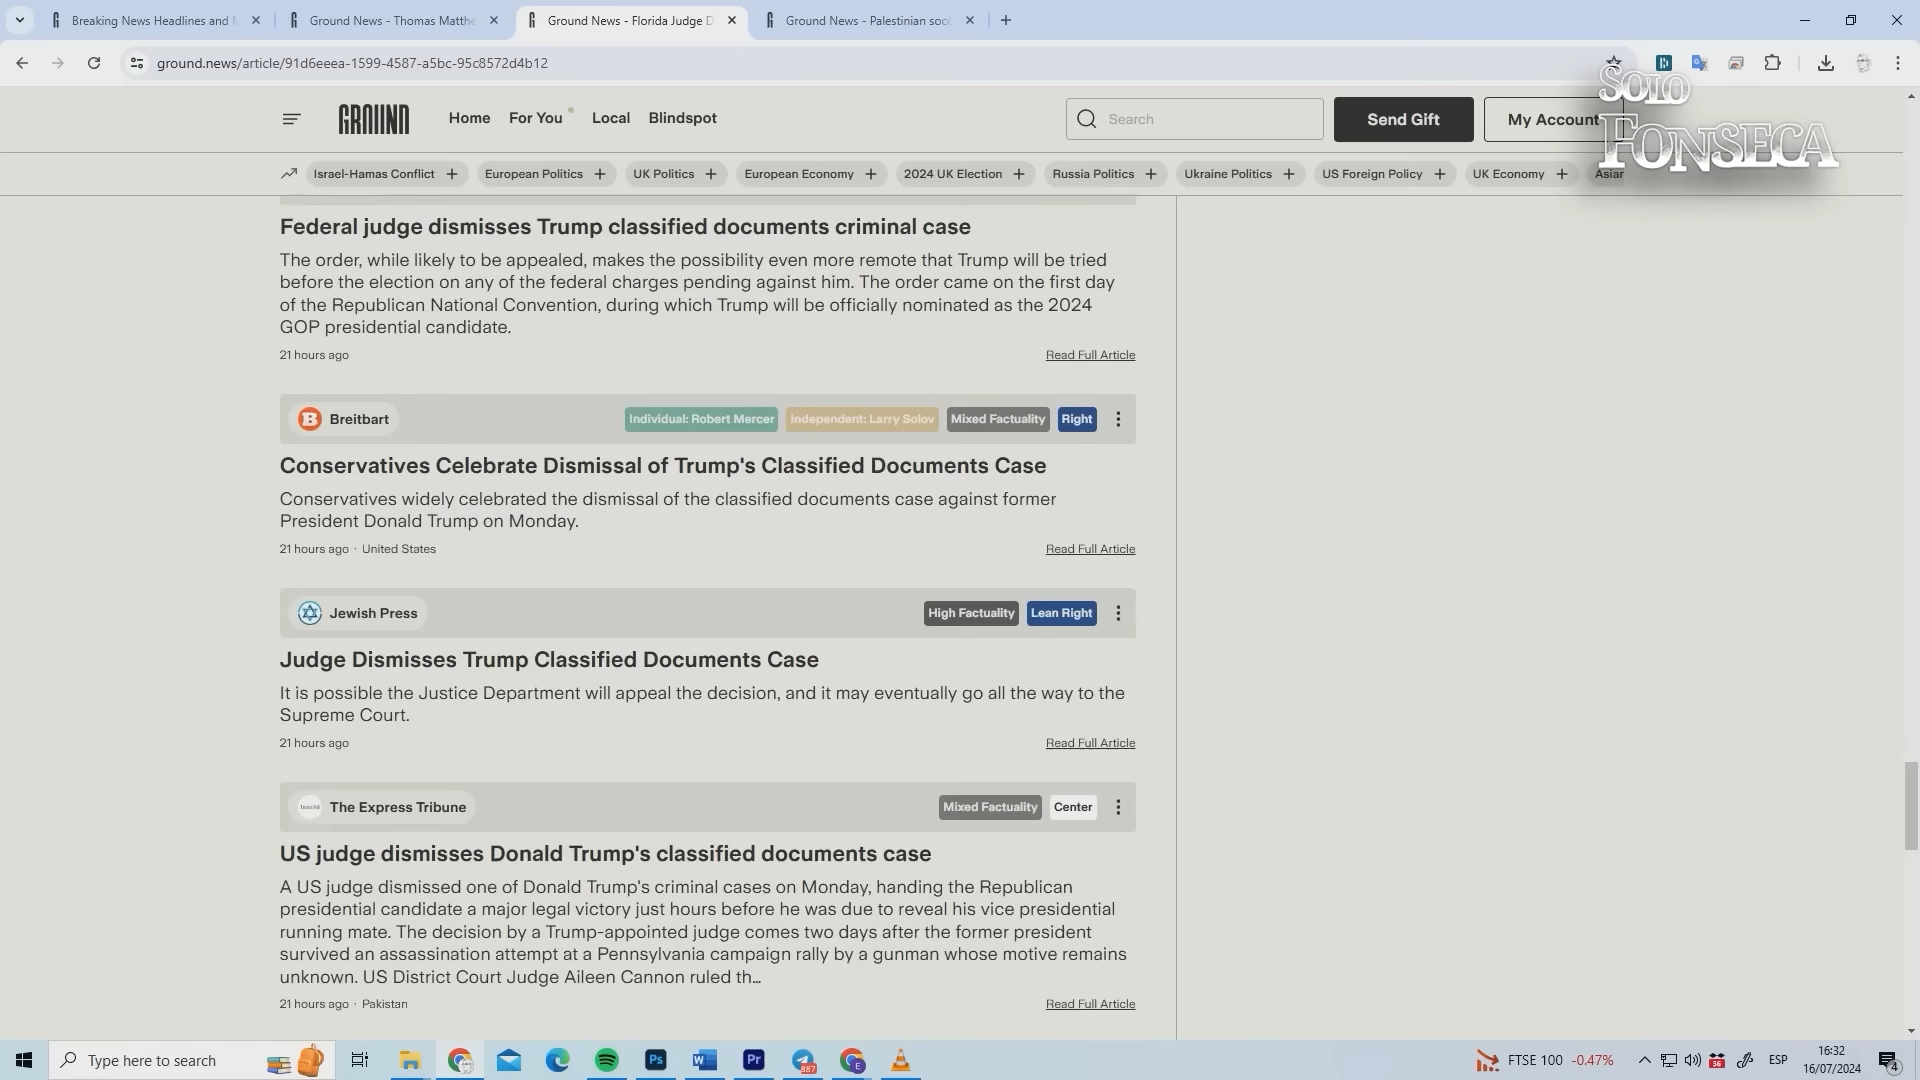 Breaking News Headlines and
Ground News - Thomas Matthe
Ground News - Florida Judge D
Ground News - Palestinian soc
ground.news/article/91d6eeea-1599-4587-a5bc-95c8572d4b12
Solo
FONSECA
GROUND
Home
For You
Local
Blindspot
Search
Send Gift
My Account
Israel-Hamas Conflict +
European Politics +
UK Politics +
European Economy +
2024 UK Election +
Russia Politics +
Ukraine Politics +
US Foreign Policy +
UK Economy +
Asian
Federal judge dismisses Trump classified documents criminal case
The order, while likely to be appealed, makes the possibility even more remote that Trump will be tried
before the election on any of the federal charges pending against him. The order came on the first day
of the Republican National Convention, during which Trump will be officially nominated as the 2024
GOP presidential candidate.
21 hours ago
Read Full Article
Breitbart
Individual: Robert Mercer
Independent: Larry Solov
Mixed Factuality
Right
Conservatives Celebrate Dismissal of Trump's Classified Documents Case
Conservatives widely celebrated the dismissal of the classified documents case against former
President Donald Trump on Monday.
21 hours ago · United States
Read Full Article
Jewish Press
High Factuality
Lean Right
Judge Dismisses Trump Classified Documents Case
It is possible the Justice Department will appeal the decision, and it may eventually go all the way to the
Supreme Court.
21 hours ago
Read Full Article
The Express Tribune
Mixed Factuality
Center
US judge dismisses Donald Trump's classified documents case
A US judge dismissed one of Donald Trump's criminal cases on Monday, handing the Republican
presidential candidate a major legal victory just hours before he was due to reveal his vice presidential
running mate. The decision by a Trump-appointed judge comes two days after the former president
survived an assassination attempt at a Pennsylvania campaign rally by a gunman whose motive remains
unknown. US District Court Judge Aileen Cannon ruled th...
21 hours ago · Pakistan
Read Full Article
Type here to search
887
FTSE 100 -0.47%
36
ESP
16:32
16/07/2024
4